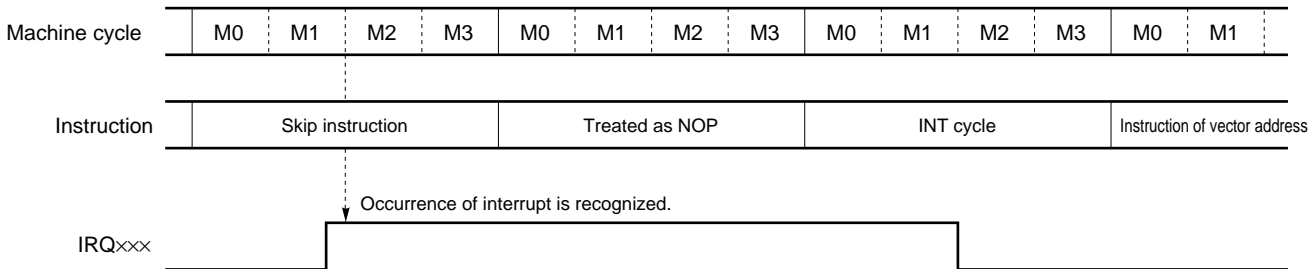 Machine cycle M0 M1 M2 M3 M0 M1 M2 M3 M0 M1 M2 M3 M0 M1
Instruction Skip instruction Treated as NOP INT cycle Instruction of vector address
Occurrence of interrupt is recognized.
IRQ×××